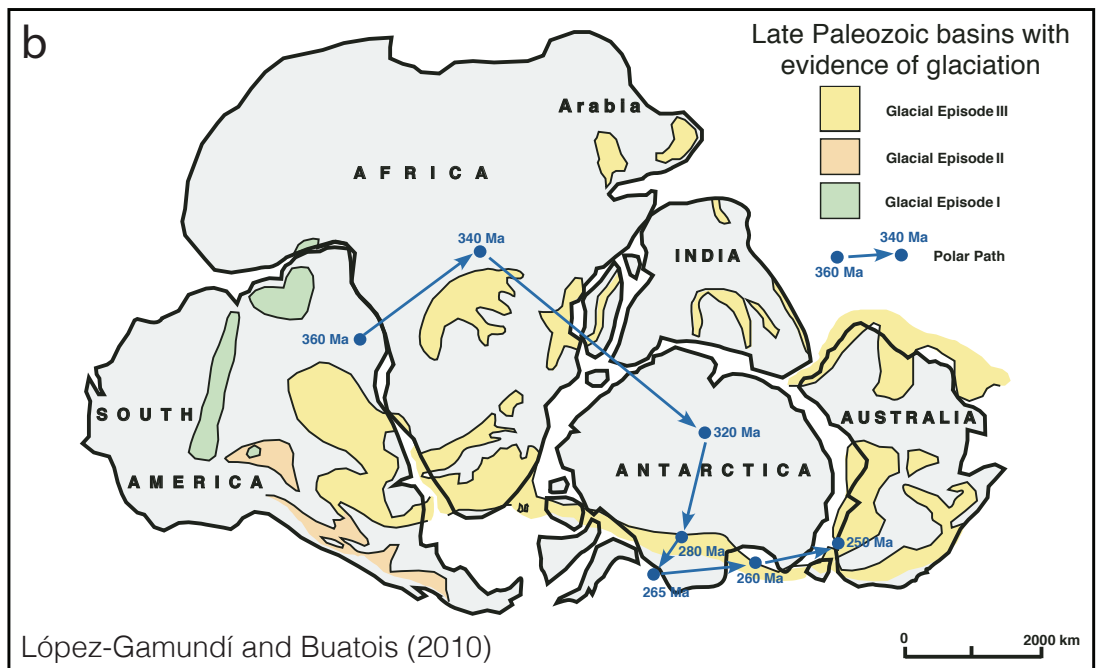 b
Late Paleozoic basins with
evidence of glaciation
Glacial Episode III
Glacial Episode II
Glacial Episode I
340 Ma
360 Ma
Polar Path
Arabia
AFRICA
340 Ma
INDIA
360 Ma
SOUTH
AMERICA
320 Ma
AUSTRALIA
ANTARCTICA
280 Ma
250 Ma
265 Ma
260 Ma
López-Gamundí and Buatois (2010)
0 2000 km